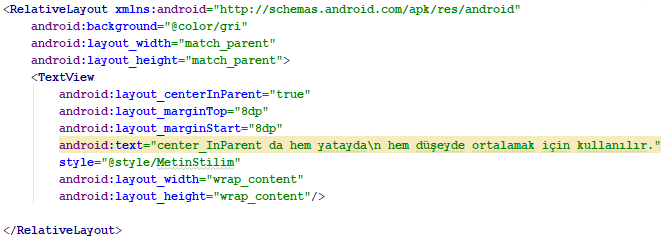 <RelativeLayout xmlns:android="http://schemas.android.com/apk/res/android"
android:background="@color/gri"
android:layout_width="match_parent"
android:layout_height="match_parent">
<TextView
android:layout_centerInParent="true"
android:layout_marginTop="8dp"
android:layout_marginStart="8dp"
android:text="center_InParent da hem yatayda\n hem düşeyde ortalamak için kullanılır."
style="@style/MetinStilim"
android:layout_width="wrap_content"
android:layout_height="wrap_content"/>
</RelativeLayout>